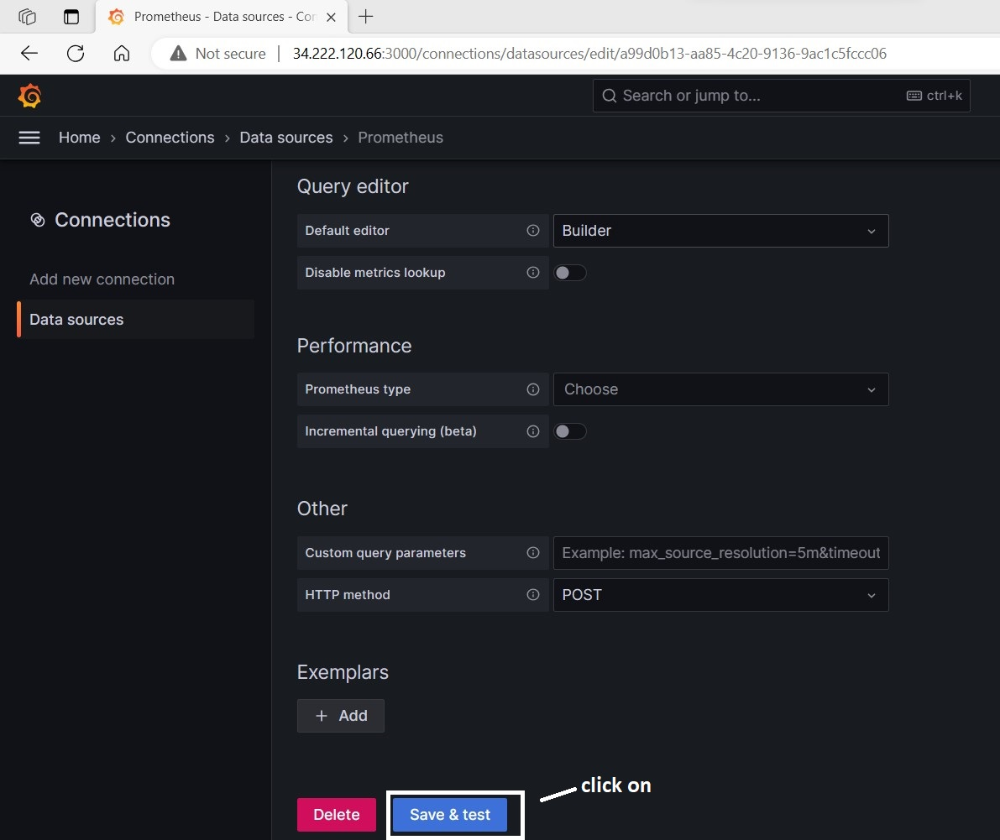 Prometheus - Data sources - Con
Not secure
34.222.120.66:3000/connections/datasources/edit/a99d0b13-aa85-4c20-9136-9ac1c5fccc06
Search or jump to...
ctrl+k
Home › Connections › Data sources › Prometheus
Connections
Add new connection
Data sources
Query editor
Default editor
Builder
Disable metrics lookup
Performance
Prometheus type
Choose
Incremental querying (beta)
Other
Custom query parameters
Example: max_source_resolution=5m&timeout
HTTP method
POST
Exemplars
+ Add
click on
Delete
Save & test